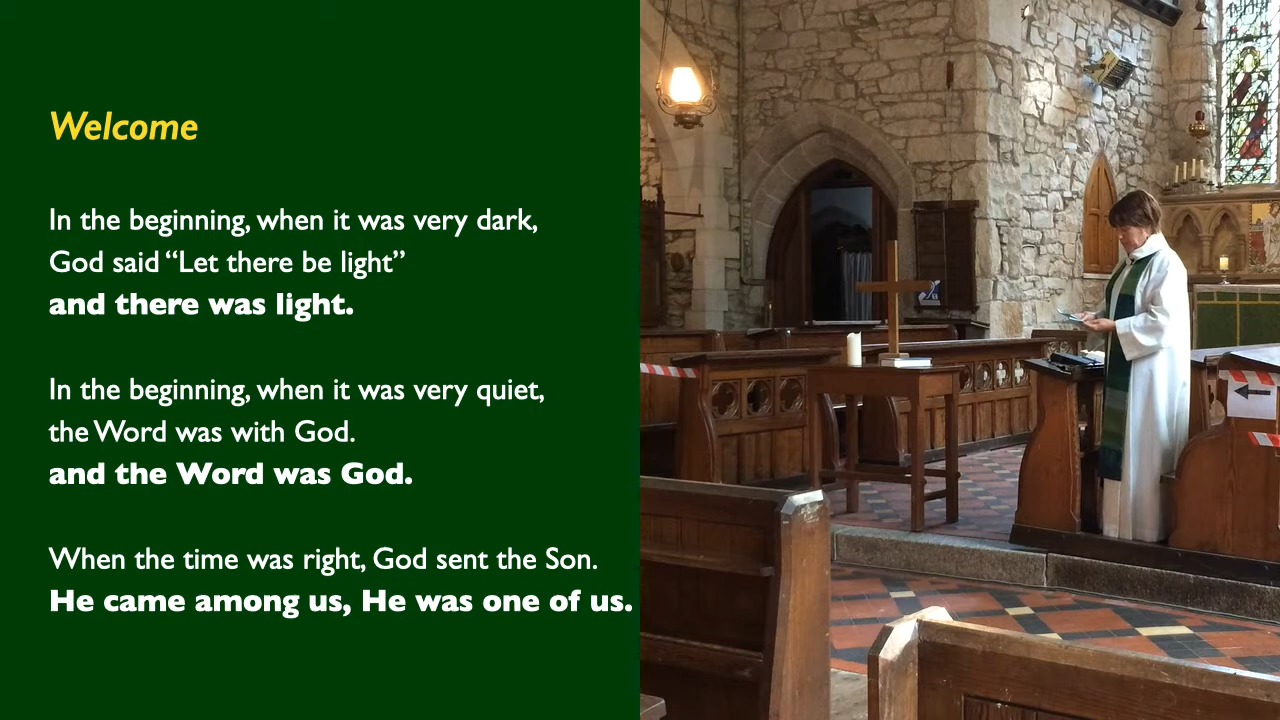 Welcome
In the beginning, when it was very dark,
God said “Let there be light”
and there was light.
In the beginning, when it was very quiet,
the Word was with God.
and the Word was God.
When the time was right, God sent the Son.
He came among us, He was one of us.